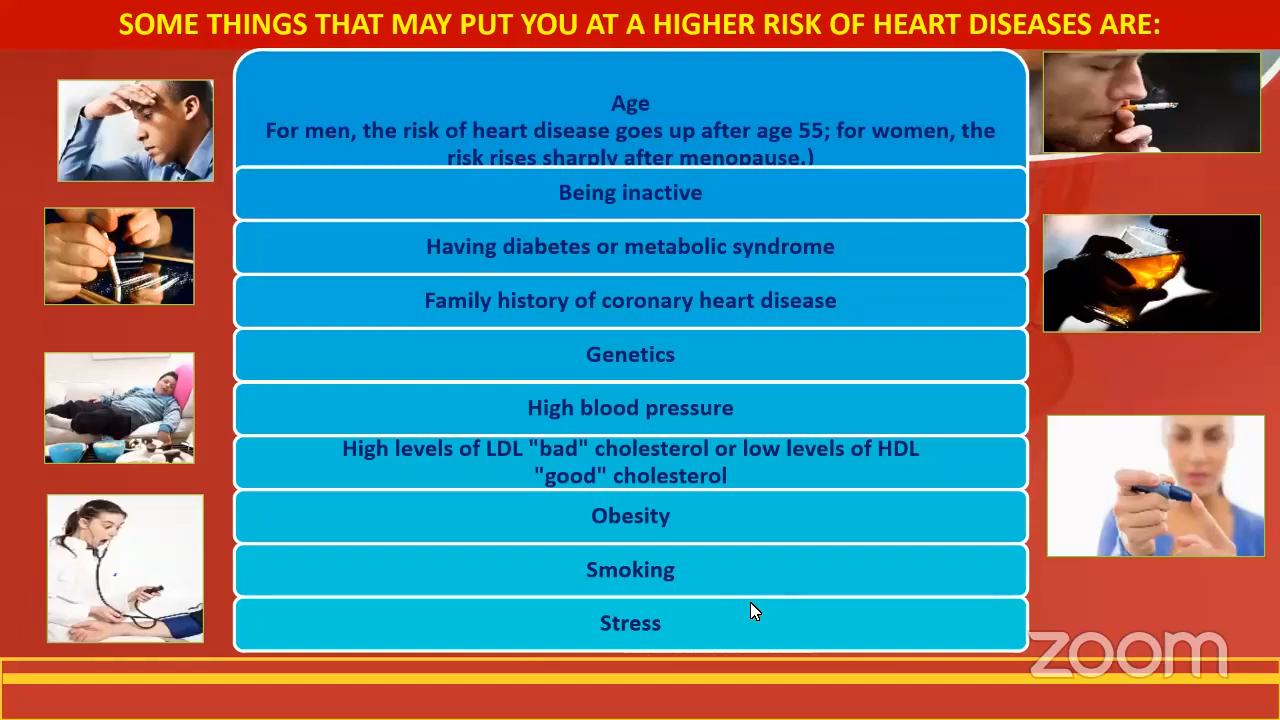 SOME THINGS THAT MAY PUT YOU AT A HIGHER RISK OF HEART DISEASES ARE:
Age
For men, the risk of heart disease goes up after age 55; for women, the
risk rises sharply after menopause.)
Being inactive
Having diabetes or metabolic syndrome
Family history of coronary heart disease
Genetics
High blood pressure
High levels of LDL "bad" cholesterol or low levels of HDL
"good" cholesterol
Obesity
Smoking
Stress
zoom